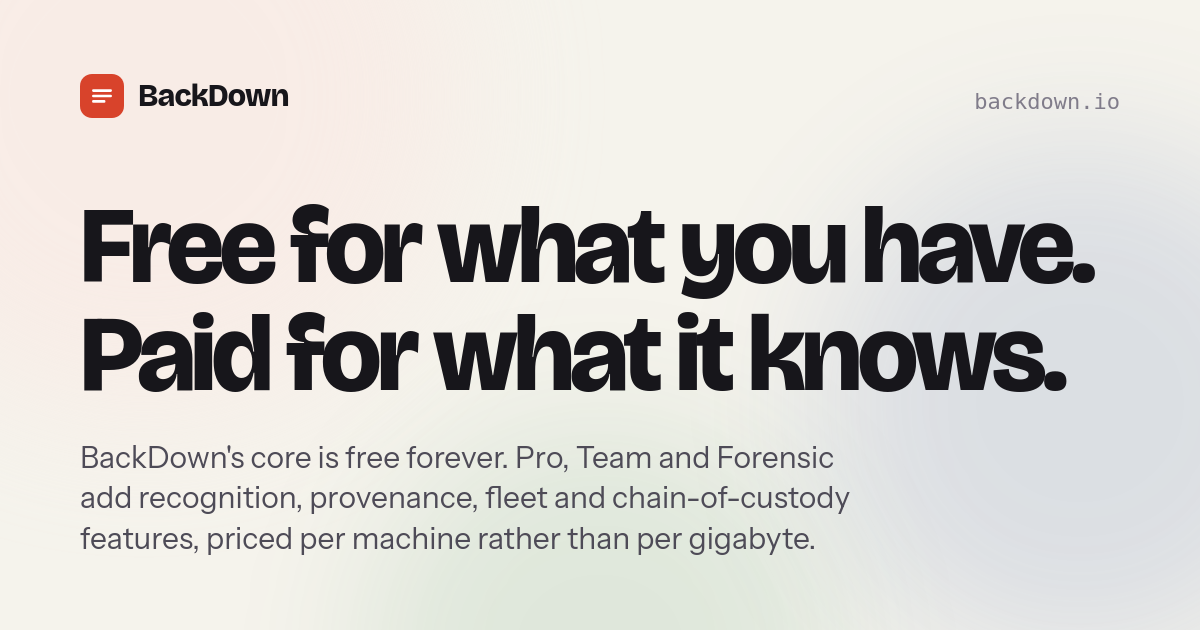 BackDown
backdown.io
Free for what you have.
Paid for what it knows.
BackDown's core is free forever. Pro, Team and Forensic
add recognition, provenance, fleet and chain-of-custody
features, priced per machine rather than per gigabyte.